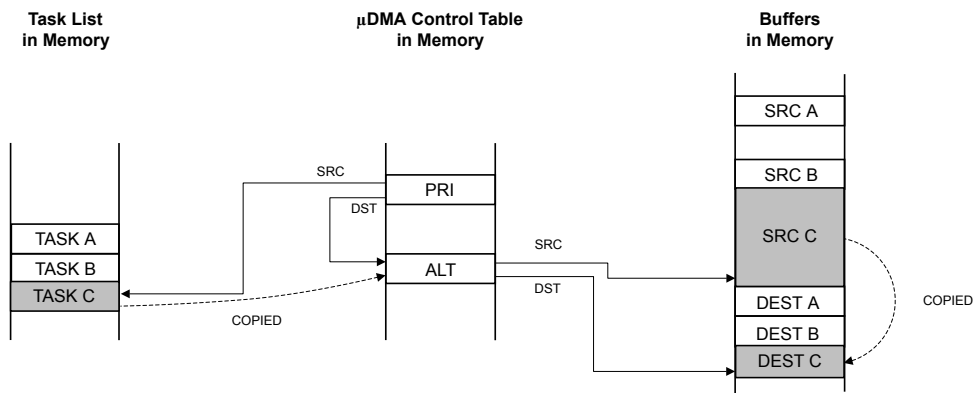 Task List
in Memory
μDMA Control Table
in Memory
Buffers
in Memory
SRC A
SRC B
SRC C
DEST A
DEST B
DEST C
COPIED
TASK A
TASK B
TASK C
SRC
PRI
DST
ALT
COPIED
SRC
DST